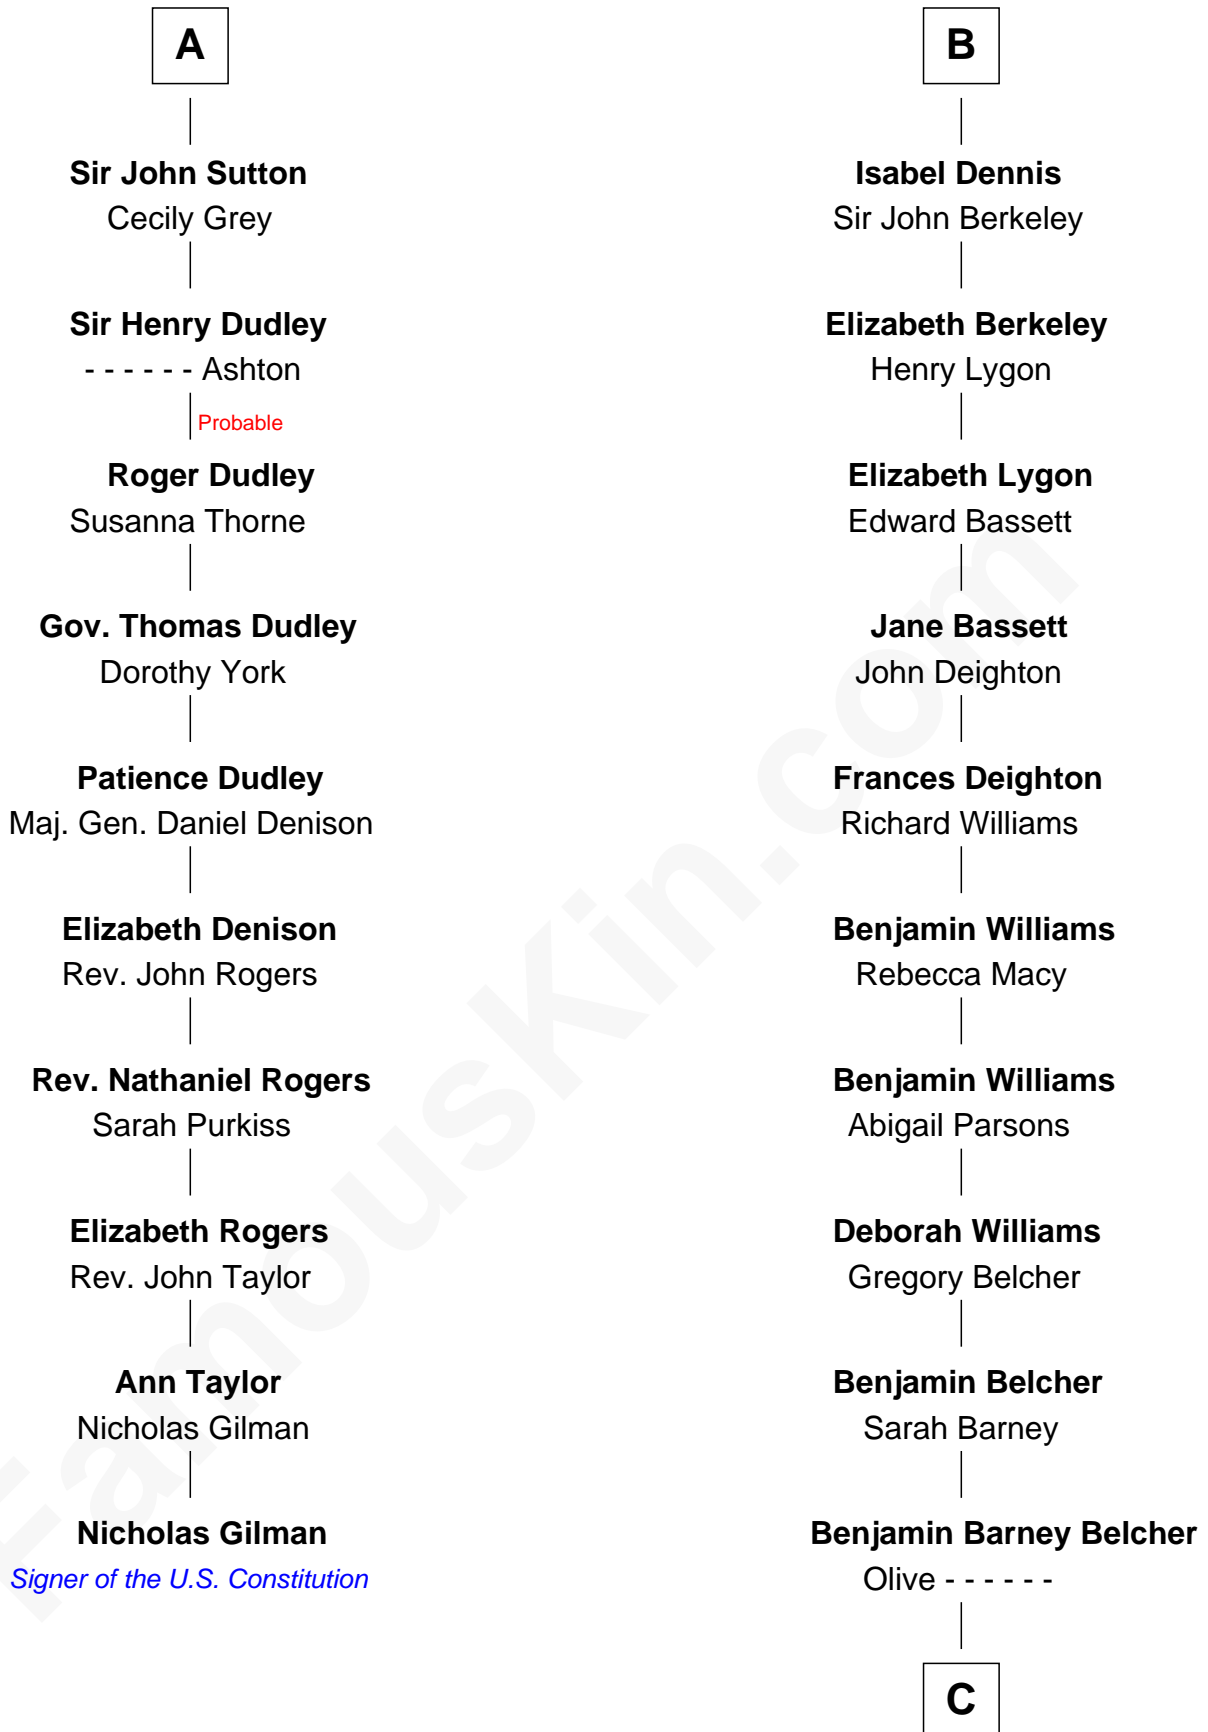 A
Sir John Sutton
Cecily Grey
Sir Henry Dudley
- - - - - - Ashton
Probable
Roger Dudley
Susanna Thorne
Gov. Thomas Dudley
Dorothy York
Patience Dudley
Maj. Gen. Daniel Denison
Elizabeth Denison
Rev. John Rogers
Rev. Nathaniel Rogers
Sarah Purkiss
Elizabeth Rogers
Rev. John Taylor
Ann Taylor
Nicholas Gilman
Nicholas Gilman
Signer of the U.S. Constitution
B
Isabel Dennis
Sir John Berkeley
Elizabeth Berkeley
Henry Lygon
Elizabeth Lygon
Edward Bassett
Jane Bassett
John Deighton
Frances Deighton
Richard Williams
Benjamin Williams
Rebecca Macy
Benjamin Williams
Abigail Parsons
Deborah Williams
Gregory Belcher
Benjamin Belcher
Sarah Barney
Benjamin Barney Belcher
Olive - - - - - -
C
FamousKin.com